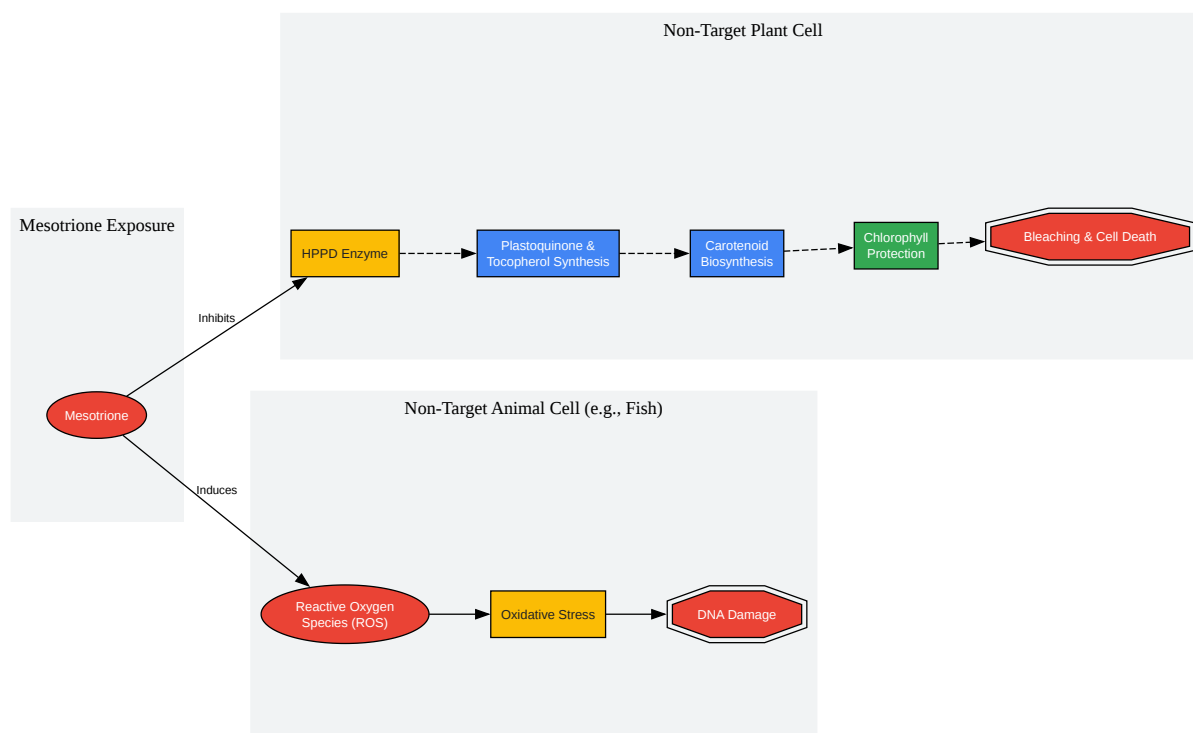 Non-Target Plant Cell
Mesotrione Exposure
HPPD Enzyme
Plastoquinone &
Tocopherol Synthesis
Carotenoid
Biosynthesis
Chlorophyll
Protection
Bleaching & Cell Death
Inhibits
Mesotrione
Non-Target Animal Cell (e.g., Fish)
Induces
Reactive Oxygen
Species (ROS)
Oxidative Stress
DNA Damage